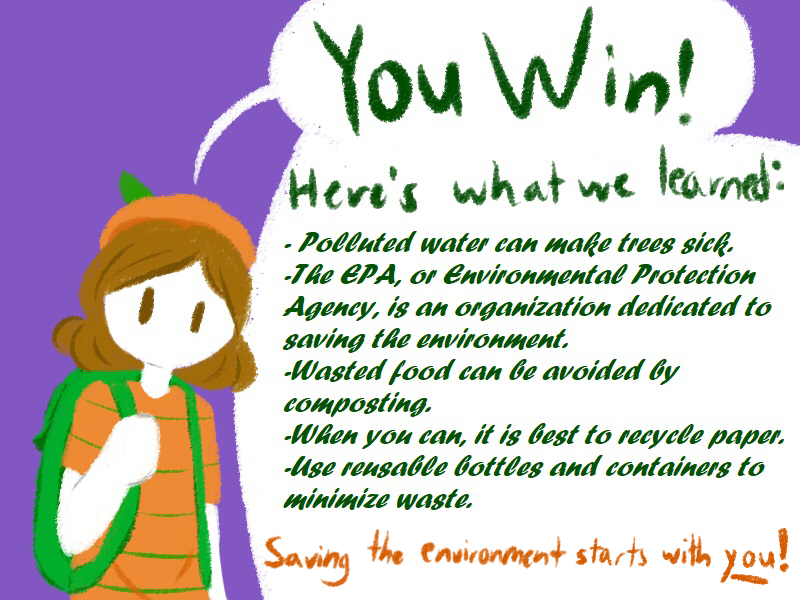 You Win!
Here's what we learned:
- Polluted water can make trees sick.
-The EPA, or Environmental Protection
Agency, is an organization dedicated to
saving the environment.
-Wasted food can be avoided by
composting.
-When you can, it is best to recycle paper.
-Use reusable bottles and containers to
minimize waste.
Saving the environment starts with you!